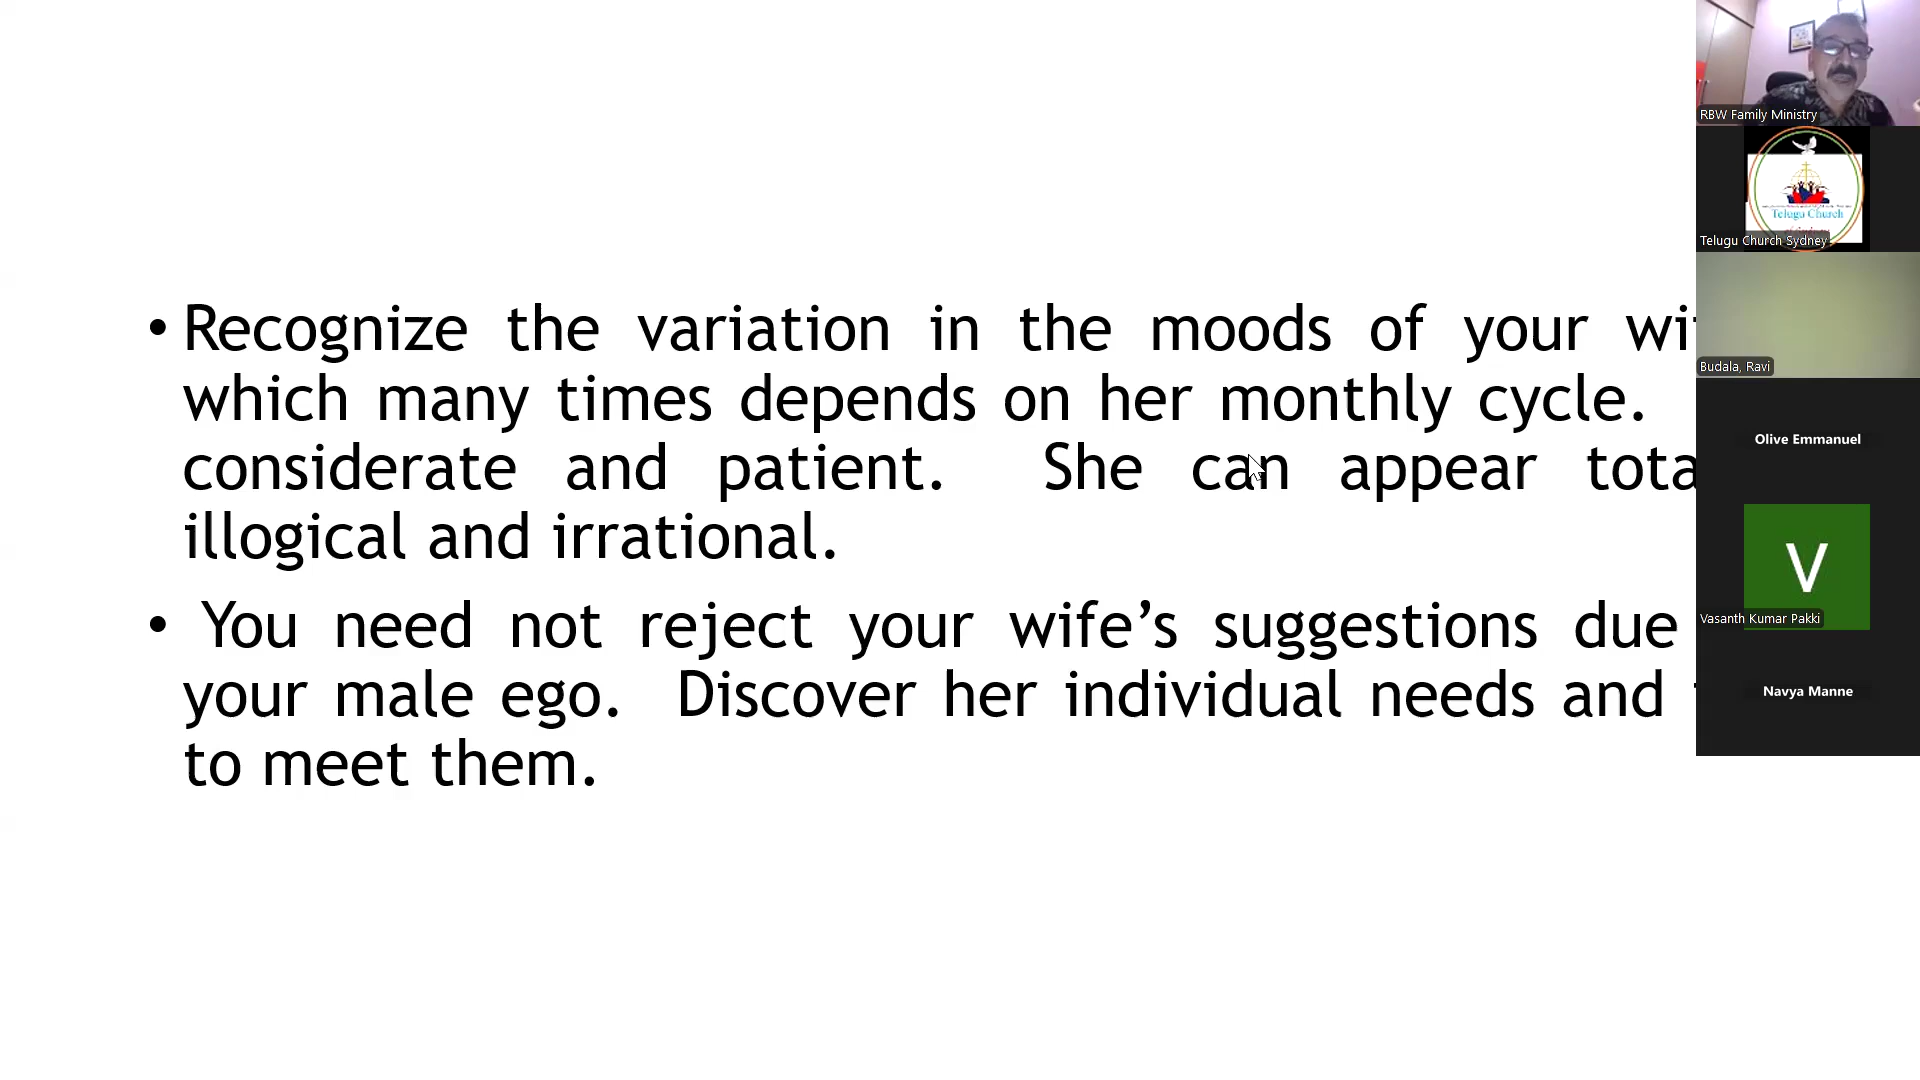 • Recognize the variation in the moods of your
which many times depends on her monthly cycle.
considerate and patient. She can appear
illogical and irrational.
• You need not reject your wife’s suggestions due
your male ego. Discover her individual needs and
to meet them.
RBW Family Ministry
Telugu Church
Telugu Church Sydney
Budala, Ravi
Olive Emmanuel
V
Vasanth Kumar Pakki
Navya Manne